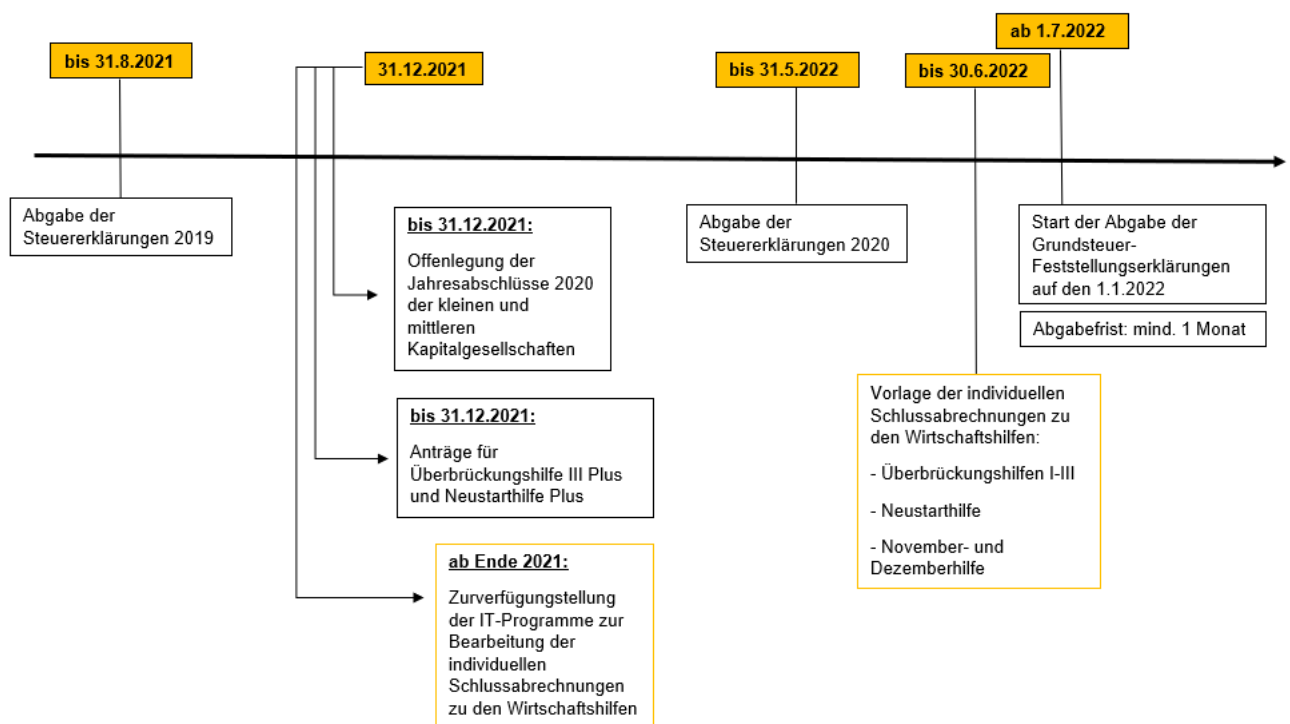 bis 31.8.2021
31.12.2021
bis 31.5.2022
bis 30.6.2022
ab 1.7.2022
Abgabe der
Steuererklärungen 2019
bis 31.12.2021:
Offenlegung der
Jahresabschlüsse 2020
der kleinen und
mittleren
Kapitalgesellschaften
bis 31.12.2021:
Anträge für
Überbrückungshilfe III Plus
und Neustarthilfe Plus
ab Ende 2021:
Zurverfügungstellung
der IT-Programme zur
Bearbeitung der
individuellen
Schlussabrechnungen
zu den Wirtschaftshilfen
Abgabe der
Steuererklärungen 2020
Vorlage der individuellen
Schlussabrechnungen zu
den Wirtschaftshilfen:
- Überbrückungshilfen I-III
- Neustarthilfe
- November- und
Dezemberhilfe
Start der Abgabe der
Grundsteuer-
Feststellungserklärungen
auf den 1.1.2022
Abgabefrist: mind. 1 Monat